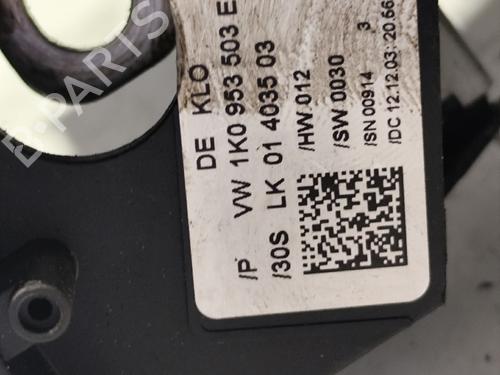 DE KLO
/P VW 1K0 953 503 E
/30S LK 01 4035 03
/HW 012
/SW 0030
3
/SN 00914
/DC 12.12.03; 20.66
B-PARTS